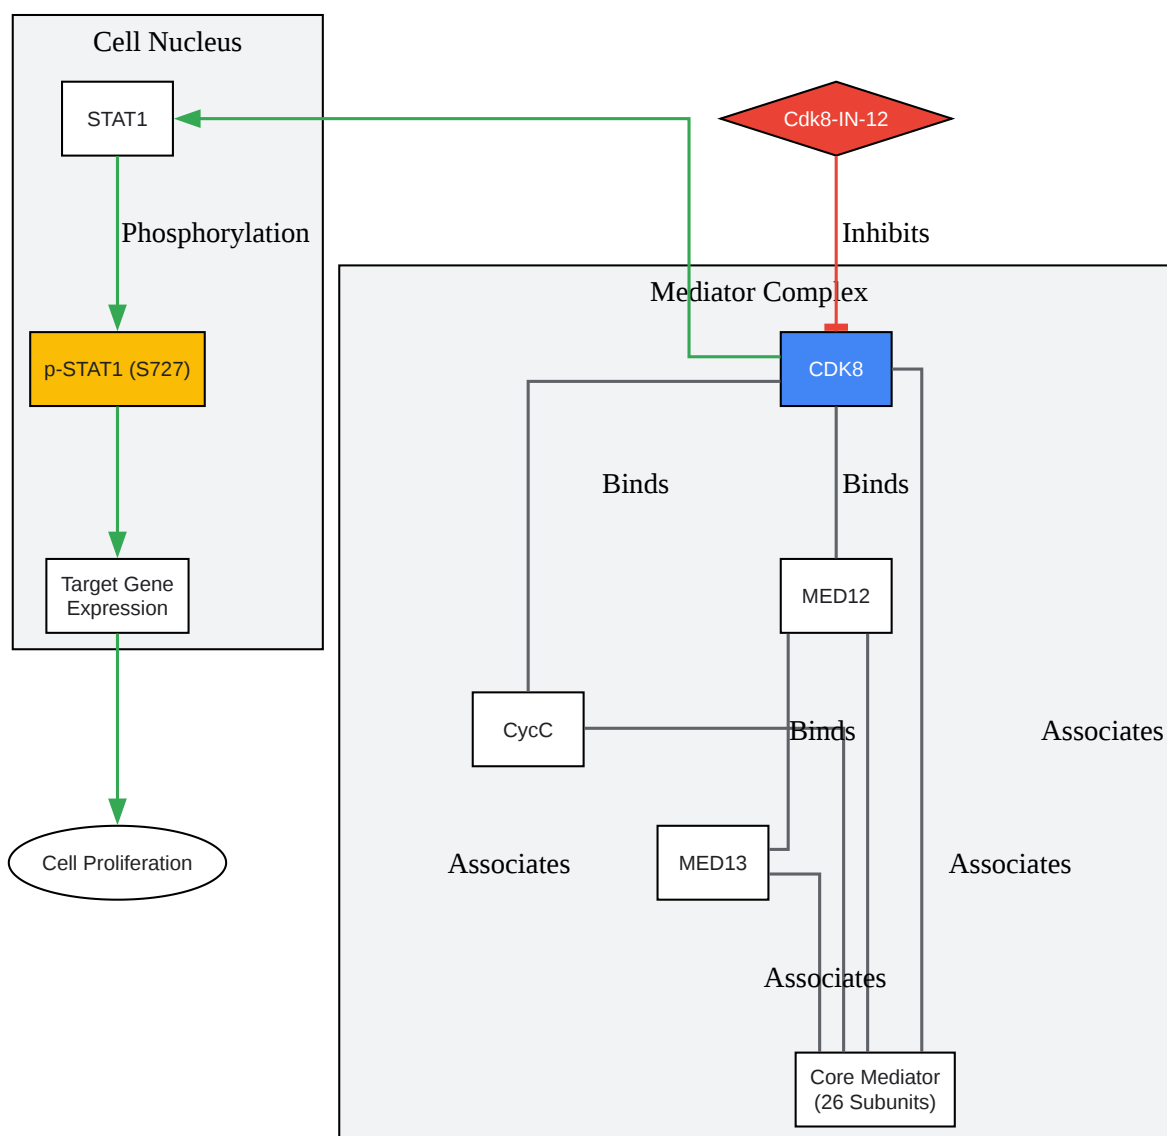 Cell Nucleus
STAT1
Cdk8-IN-12
Phosphorylation
Inhibits
Mediator Complex
p-STAT1 (S727)
CDK8
Binds
Binds
Target Gene
Expression
MED12
CycC
Binds
Associates
Cell Proliferation
Associates
MED13
Associates
Associates
Core Mediator
(26 Subunits)